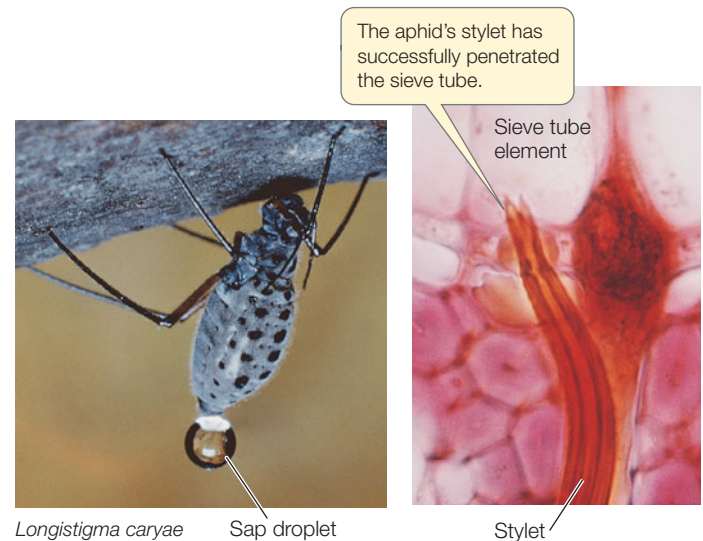 The aphid's stylet has
successfully penetrated
the sieve tube.
Sieve tube
element
Longistigma caryae
Sap droplet
Stylet